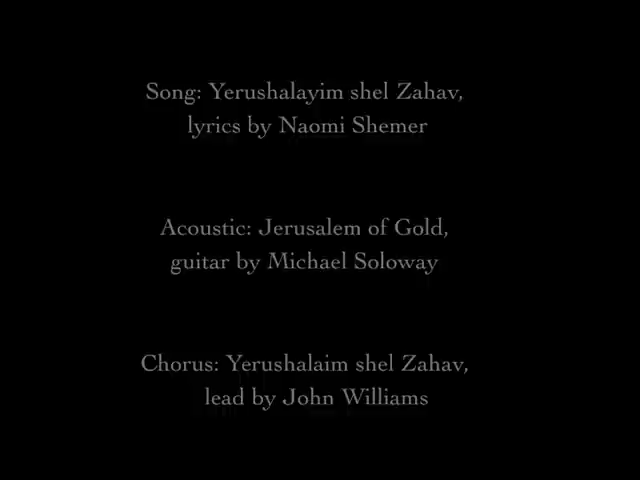 Song: Yerushalayim shel Zahav,
lyrics by Naomi Shemer
Acoustic: Jerusalem of Gold,
guitar by Michael Soloway
Chorus: Yerushalaim shel Zahav,
lead by John Williams